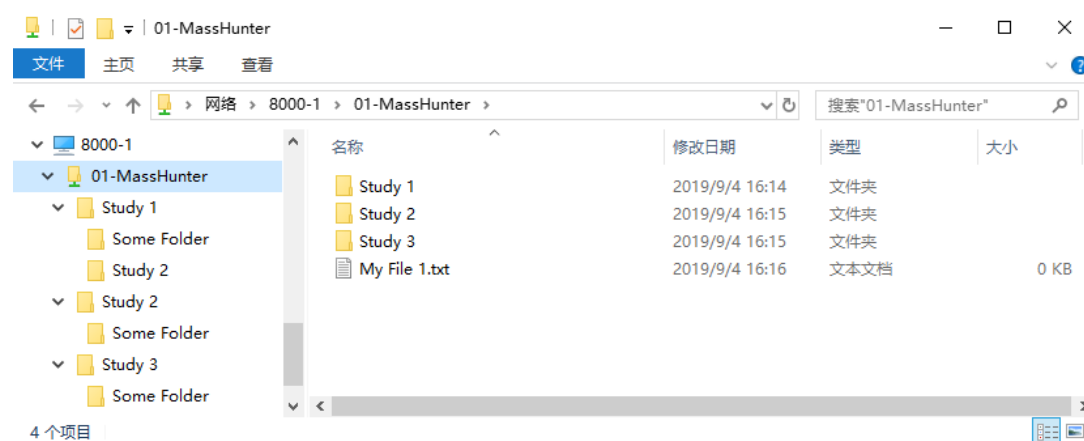 01-MassHunter
文件 主页 共享 查看
网络 8000-1 01-MassHunter 搜索"01-MassHunter"
8000-1
01-MassHunter
Study 1
Some Folder
Study 2
Study 2
Some Folder
Study 3
Some Folder
名称 修改日期 类型 大小
Study 1 2019/9/4 16:14 文件夹
Study 2 2019/9/4 16:15 文件夹
Study 3 2019/9/4 16:15 文件夹
My File 1.txt 2019/9/4 16:16 文本文档 0 KB
4 个项目